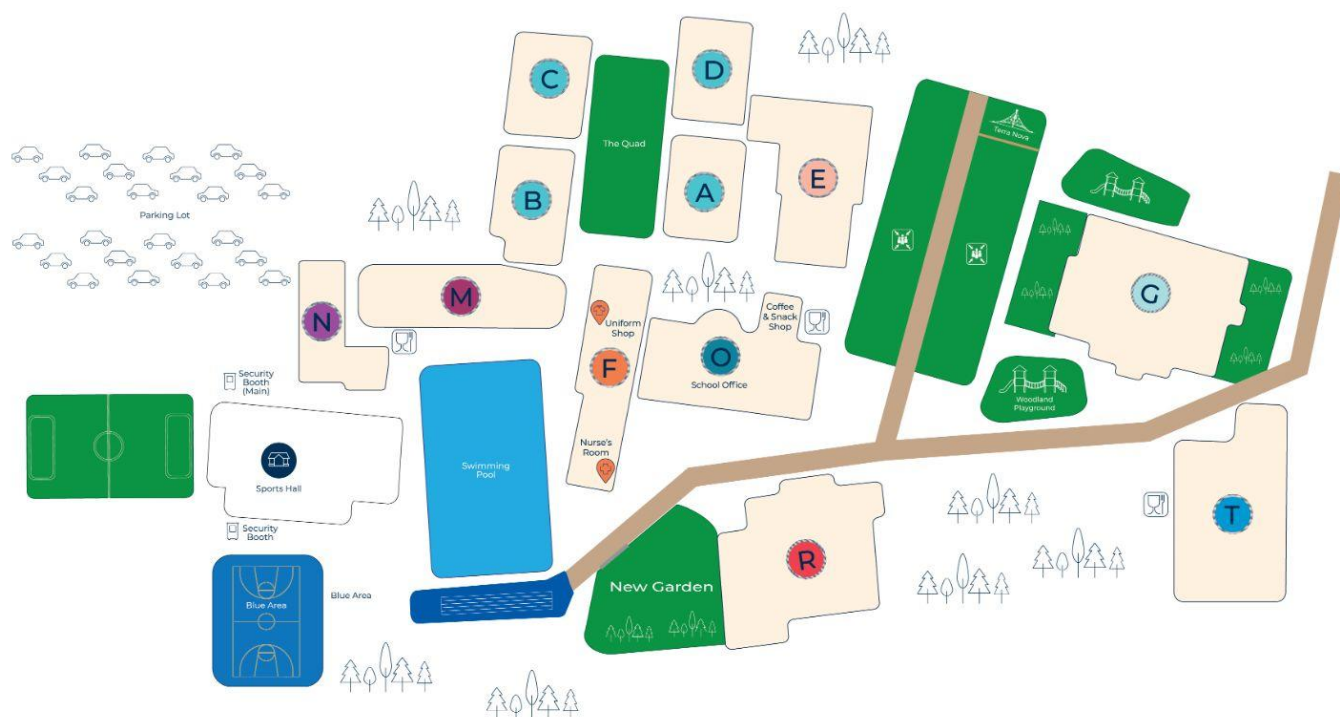 C
D
The Quad
Terra Nova
B
A
E
Parking Lot
N
M
Uniform
Shop
Coffee
& Snack
Shop
G
F
O
School Office
Security
Booth
(Main)
Woodland
Playground
Nurse's
Room
Sports Hall
Swimming
Pool
T
Security
Booth
R
New Garden
Blue Area
Blue Area